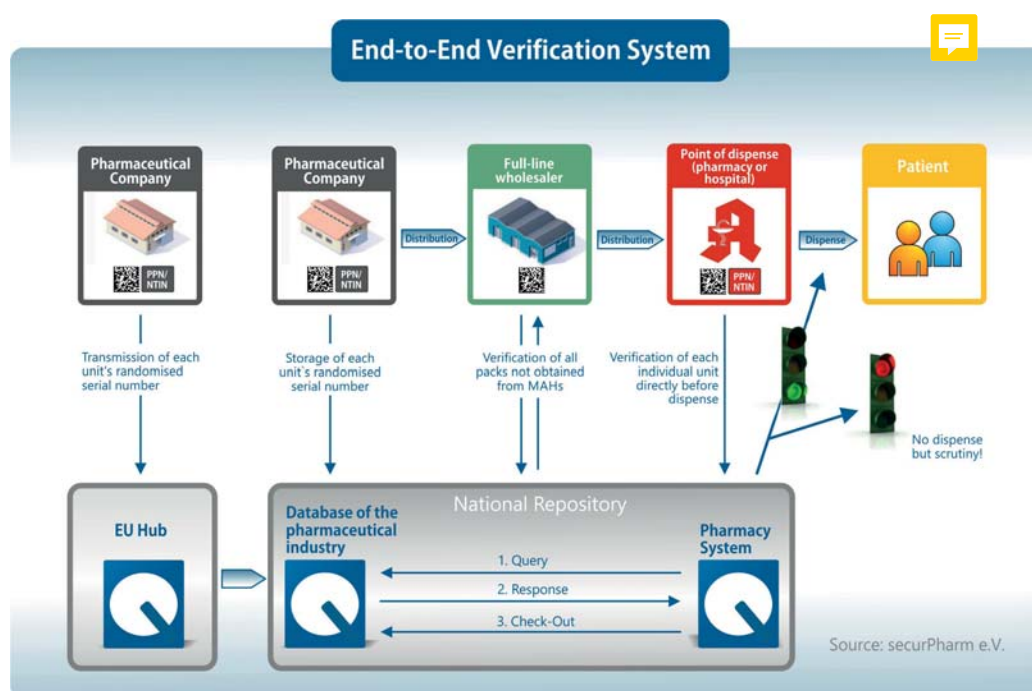 End-to-End Verification System
Pharmaceutical
Company
PPN/
NTIN
Pharmaceutical
Company
PPN/
NTIN
Distribution
Full-line
wholesaler
Distribution
Point of dispense
(pharmacy or
hospital)
PPN/
NTIN
Dispense
Patient
Transmission of each
unit's randomised
serial number
Storage of each
unit`s randomised
serial number
Verification of all
packs not obtained
from MAHs
Verification of each
individual unit
directly before
dispense
No dispense
but scrutiny!
EU Hub
National Repository
Database of the
pharmaceutical
industry
1. Query
2. Response
3. Check-Out
Pharmacy
System
Source: securPharm e.V.